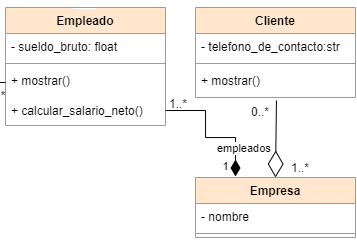 Empleado
- sueldo_bruto: float
+ mostrar()
+ calcular_salario_neto()
Cliente
- telefono_de_contacto:str
+ mostrar()
*
1..*
0..*
empleados
1
1..*
Empresa
- nombre